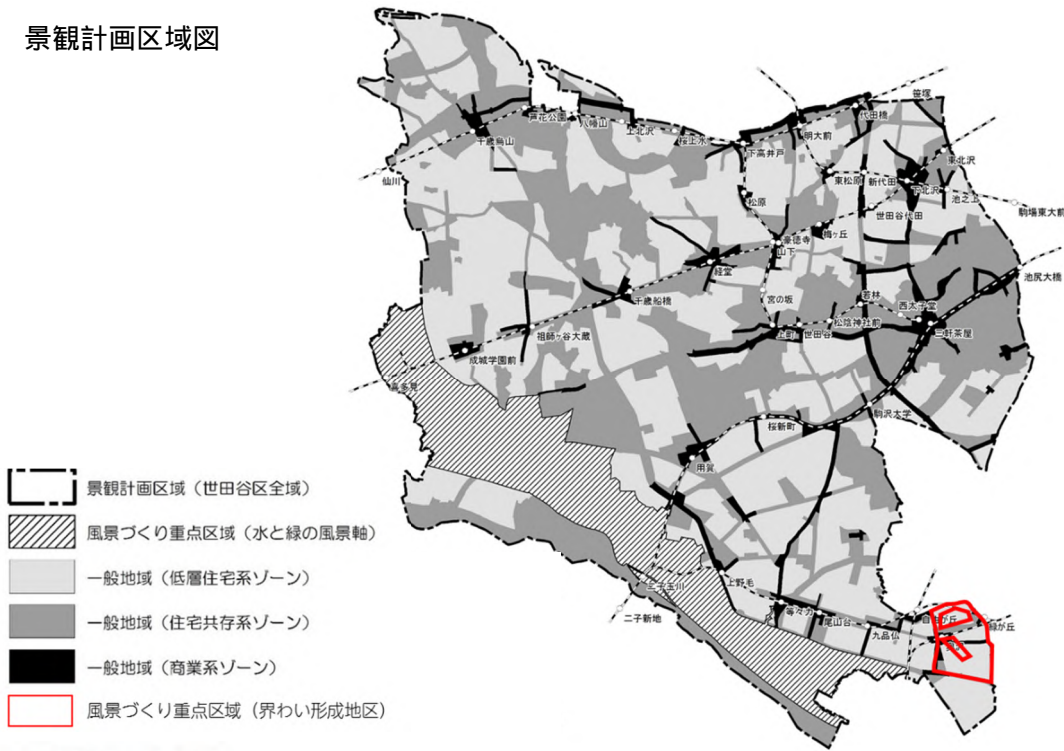 景観計画区域図
笹塚
代田橋
芦花公園
八幡山
上北沢
桜上水
明大前
千歳烏山
下高井戸
東北沢
仙川
東松原
新代田
下北沢
池之上
松原
駒場東大前
世田谷代田
梅ヶ丘
豪徳寺
山下
経堂
池尻大橋
千歳船橋
宮の坂
若林
西太子堂
松陰神社前
祖師ヶ谷大蔵
上町
世田谷
三軒茶屋
成城学園前
喜多見
駒沢大学
桜新町
用賀
景観計画区域（世田谷区全域）
風景づくり重点区域（水と緑の風景軸）
一般地域（低層住宅系ゾーン）
上野毛
二子玉川
等々力
一般地域（住宅共存系ゾーン）
二子新地
尾山台
自由が丘
緑が丘
九品仏
一般地域（商業系ゾーン）
風景づくり重点区域（界わい形成地区）